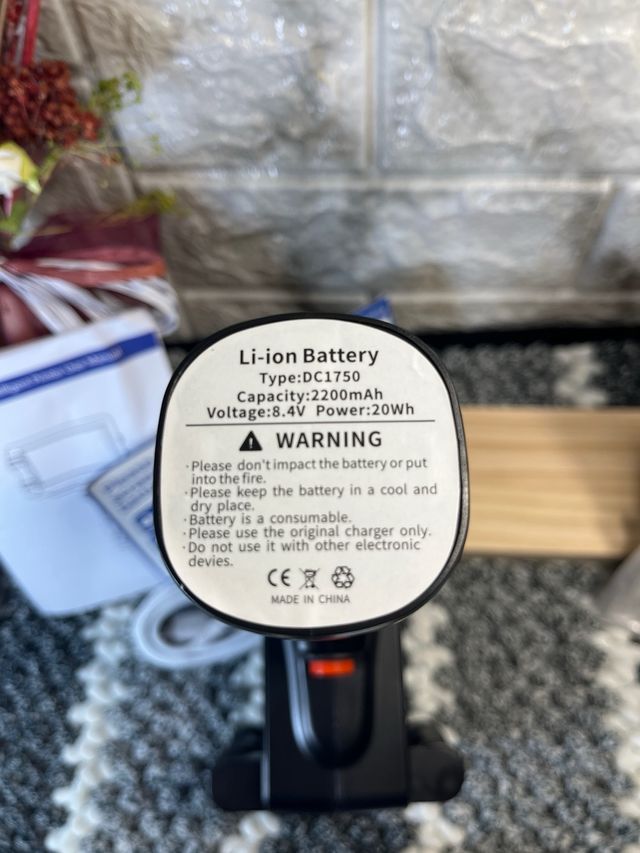 Li-ion Battery
Type:DC1750
Capacity:2200mAh
Voltage:8.4V Power:20Wh
WARNING
·Please don't impact the battery or put
into the fire.
·Please keep the battery in a cool and
dry place.
·Battery is a consumable.
·Please use the original charger only.
·Do not use it with other electronic
devies.
CE
MADE IN CHINA